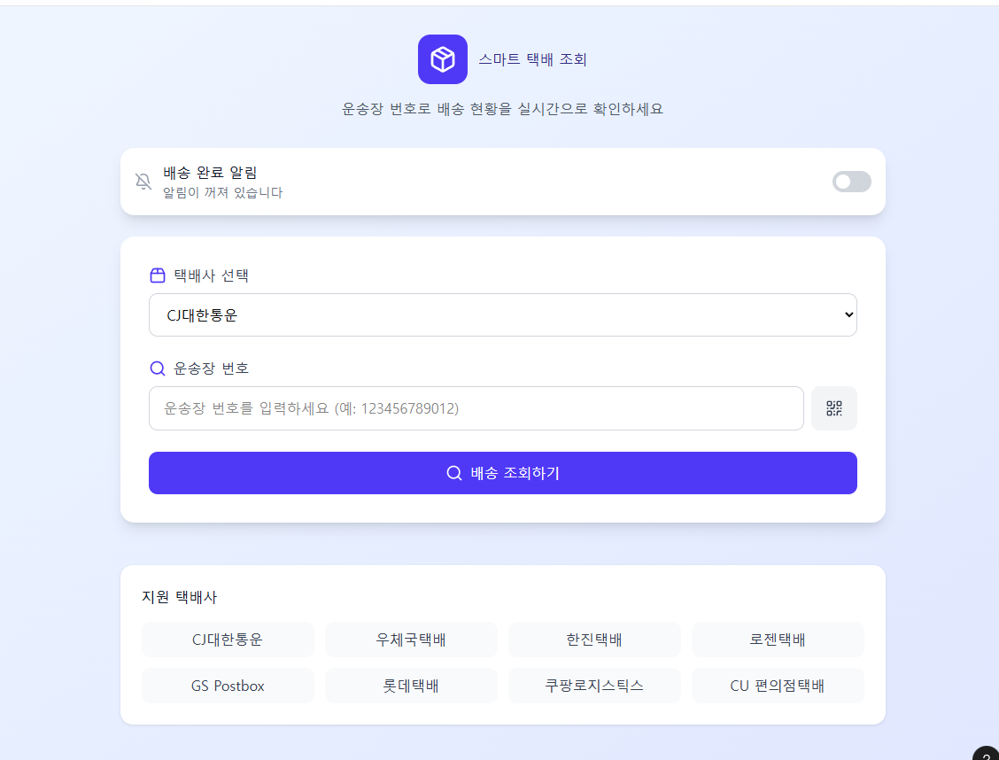 스마트 택배 조회
운송장 번호로 배송 현황을 실시간으로 확인하세요
배송 완료 알림
알림이 꺼져 있습니다
택배사 선택
CJ대한통운
운송장 번호
운송장 번호를 입력하세요 (예: 123456789012)
배송 조회하기
지원 택배사
CJ대한통운 우체국택배 한진택배 로젠택배
GS Postbox 롯데택배 쿠팡로지스틱스 CU 편의점택배
?